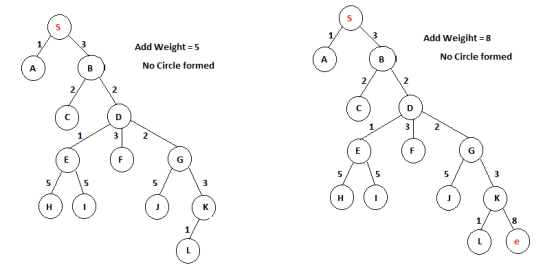 S
Add Weight = 5
No Circle formed
1 3
A B
2 2
C D
1 3 2
E F G
5 5 5 3
H I J K
1
L
S
Add Weigiht = 8
No Circle formed
1 3
A B
2 2
C D
1 3 2
E F G
5 5 5 3
H I J K
1 8
L e